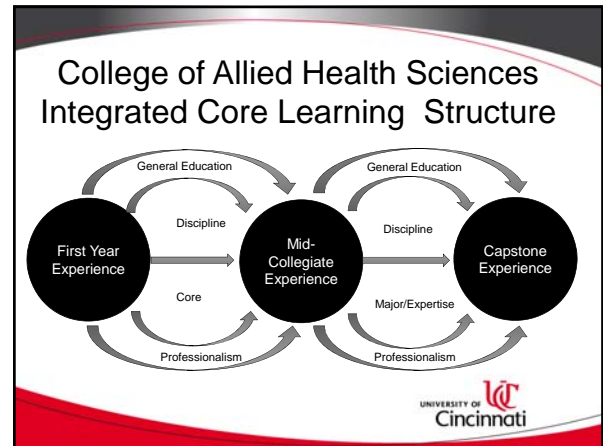 College of Allied Health Sciences
Integrated Core Learning Structure
General Education
General Education
Discipline
Discipline
First Year
Experience
Mid-
Collegiate
Experience
Capstone
Experience
Core
Major/Expertise
Professionalism
Professionalism
UNIVERSITY OF
Cincinnati